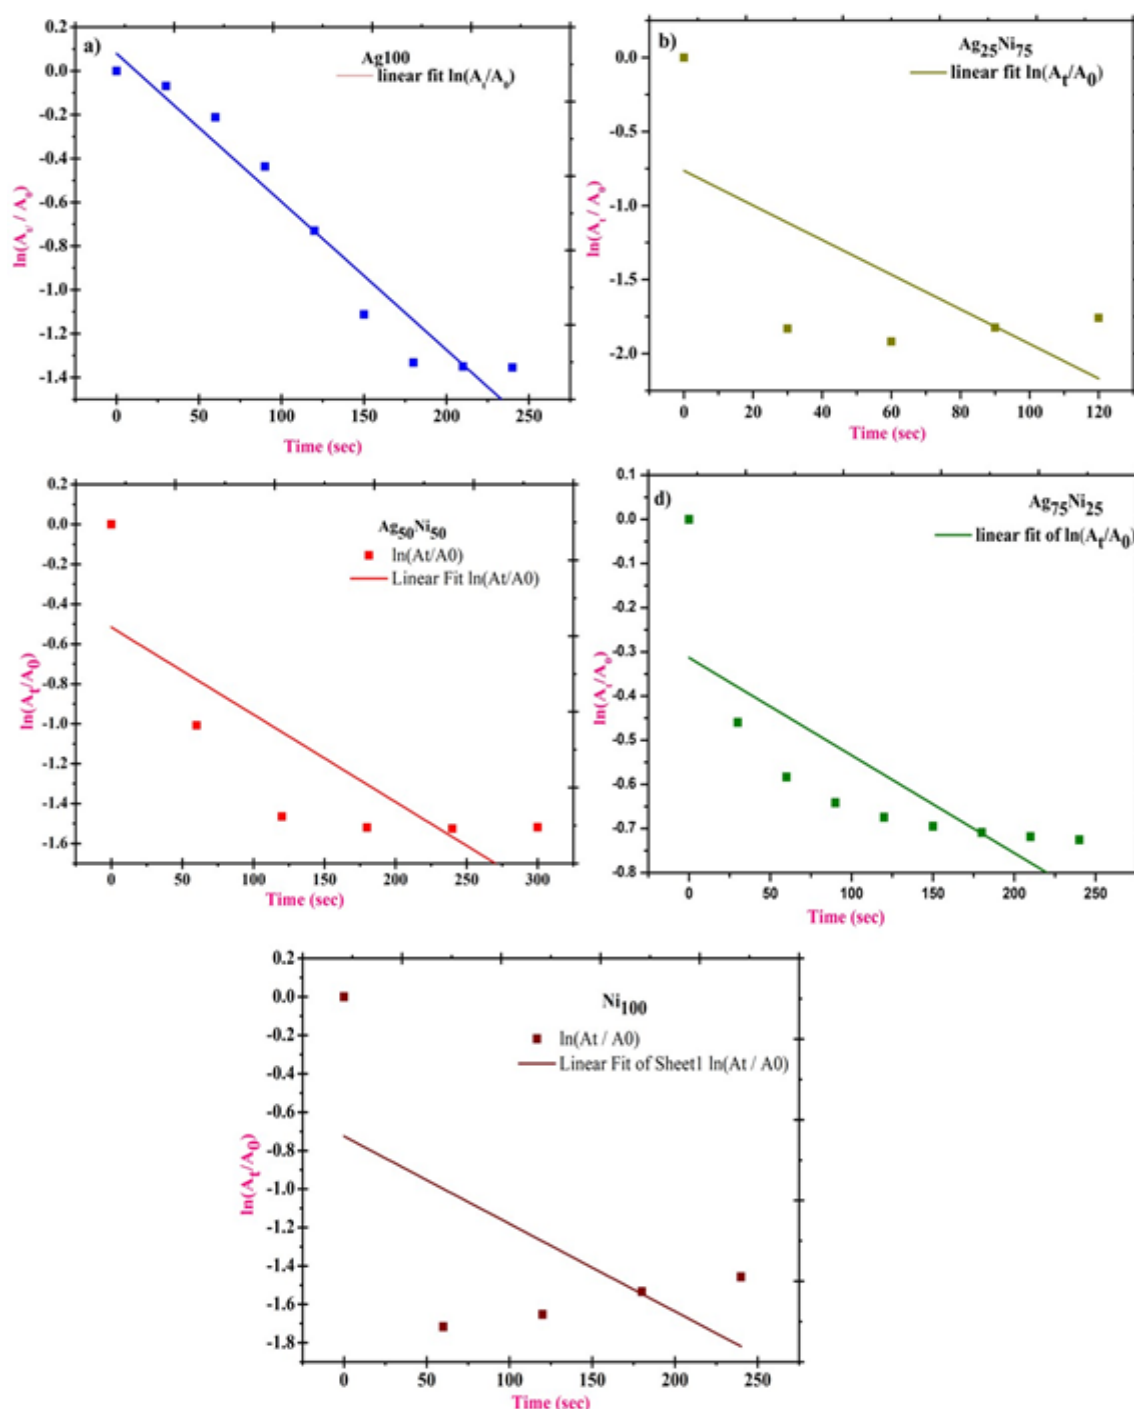 a)
Ag100
linear fit ln(At/A0)
0.2
0.0
-0.2
-0.4
-0.6
-0.8
-1.0
-1.2
-1.4
ln(At/ A0)
0 50 100 150 200 250
Time (sec)
b)
Ag25Ni75
linear fit ln(At/A0)
0.0
-0.5
-1.0
-1.5
-2.0
ln(At/ A0)
0 20 40 60 80 100 120
Time (sec)
Ag50Ni50
ln(At/A0)
Linear Fit ln(At/A0)
0.2
0.0
-0.2
-0.4
-0.6
-0.8
-1.0
-1.2
-1.4
-1.6
ln(At/A0)
0 50 100 150 200 250 300
Time (sec)
d)
Ag75Ni25
linear fit of ln(At/A0)
0.1
0.0
-0.1
-0.2
-0.3
-0.4
-0.5
-0.6
-0.7
-0.8
ln(At/A0)
0 50 100 150 200 250
Time (sec)
Ni100
ln(At / A0)
Linear Fit of Sheet1 ln(At / A0)
0.2
0.0
-0.2
-0.4
-0.6
-0.8
-1.0
-1.2
-1.4
-1.6
-1.8
ln(At/A0)
0 50 100 150 200 250
Time (sec)